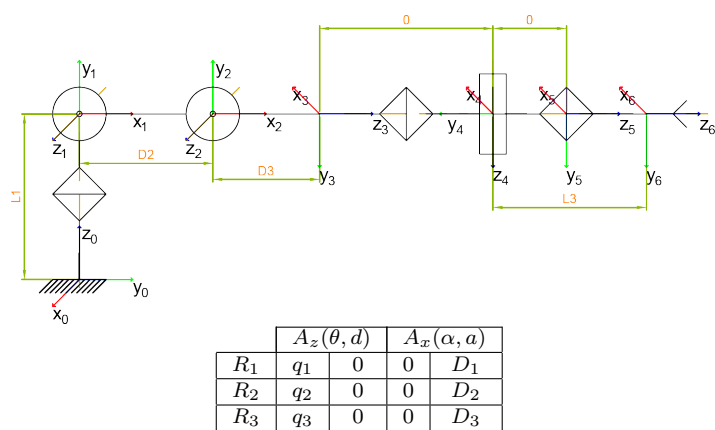 0 0
y₁ y₂
x₃ x₄ x₅ x₆
x₁ x₂ z₃ y₄ z₅ z₆
z₁ z₂
D2
D3
y₃ z₄ y₅ y₆
L1
L3
z₀
y₀
x₀
A_z(θ, d) A_x(α, a)
R₁ q₁ 0 0 D₁
R₂ q₂ 0 0 D₂
R₃ q₃ 0 0 D₃